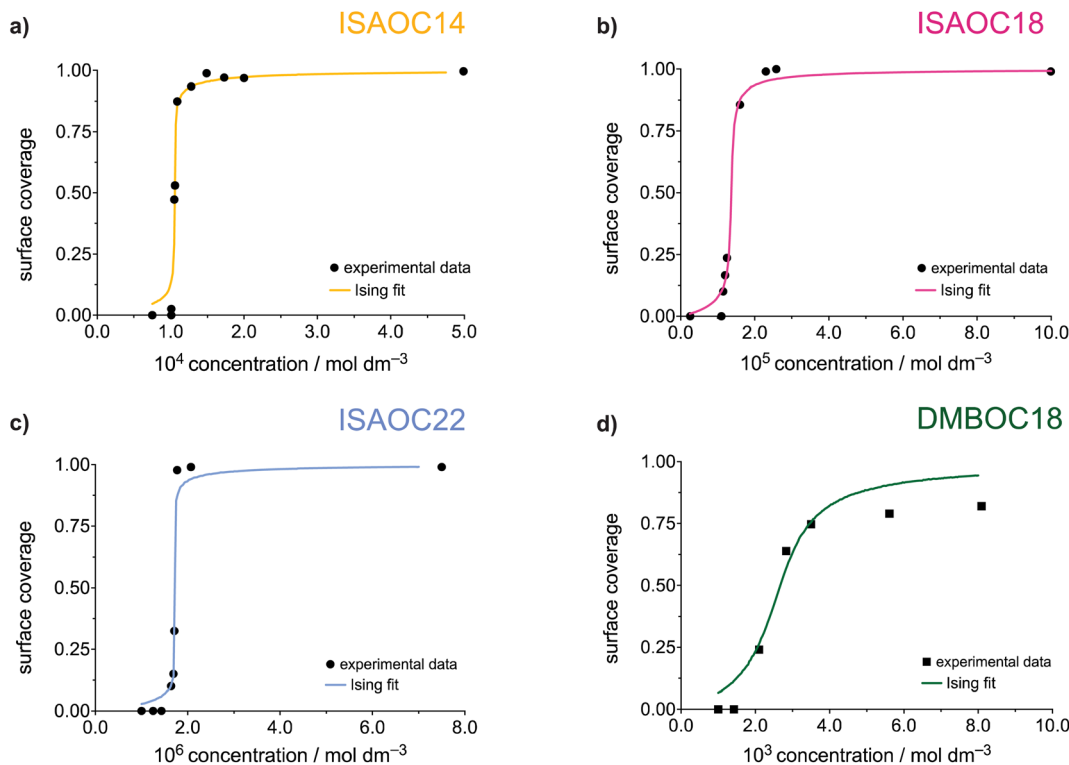 a) ISAOC14
surface coverage
1.00
0.75
0.50
0.25
0.00
0.0 1.0 2.0 3.0 4.0 5.0
experimental data
Ising fit
10⁴ concentration / mol dm⁻³
b) ISAOC18
surface coverage
1.00
0.75
0.50
0.25
0.00
0.0 2.0 4.0 6.0 8.0 10.0
experimental data
Ising fit
10⁵ concentration / mol dm⁻³
c) ISAOC22
surface coverage
1.00
0.75
0.50
0.25
0.00
0.0 2.0 4.0 6.0 8.0
experimental data
Ising fit
10⁶ concentration / mol dm⁻³
d) DMBOC18
surface coverage
1.00
0.75
0.50
0.25
0.00
0.0 2.0 4.0 6.0 8.0 10.0
experimental data
Ising fit
10³ concentration / mol dm⁻³